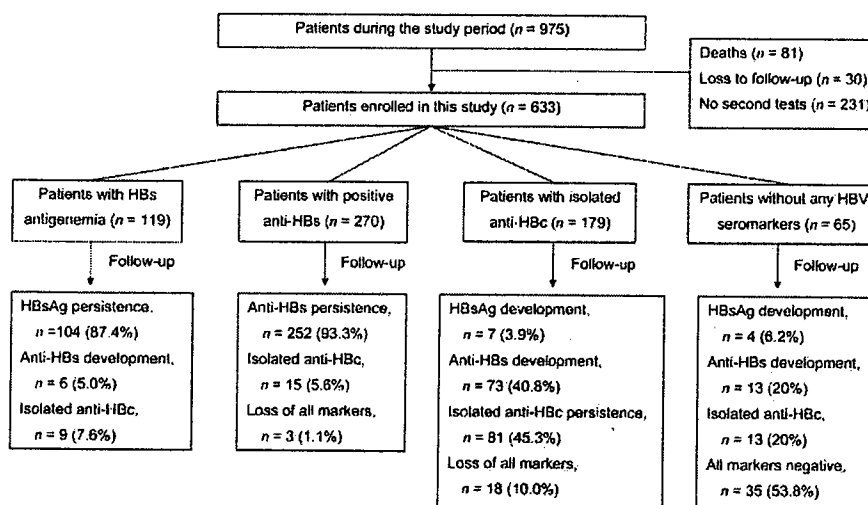 Patients during the study period (n = 975)
Deaths (n = 81)
Loss to follow-up (n = 30)
No second tests (n = 231)
Patients enrolled in this study (n = 633)
Patients with HBs
antigenemia (n = 119)
Patients with positive
anti-HBs (n = 270)
Patients with isolated
anti-HBc (n = 179)
Patients without any HBV
seromarkers (n = 65)
Follow-up
Follow-up
Follow-up
Follow-up
HBsAg persistence,
n =104 (87.4%)
Anti-HBs development,
n = 6 (5.0%)
Isolated anti-HBc,
n = 9 (7.6%)
Anti-HBs persistence,
n = 252 (93.3%)
Isolated anti-HBc,
n = 15 (5.6%)
Loss of all markers,
n = 3 (1.1%)
HBsAg development,
n = 7 (3.9%)
Anti-HBs development,
n = 73 (40.8%)
Isolated anti-HBc persistence,
n = 81 (45.3%)
Loss of all markers,
n = 18 (10.0%)
HBsAg development,
n = 4 (6.2%)
Anti-HBs development,
n = 13 (20%)
Isolated anti-HBc,
n = 13 (20%)
All markers negative,
n = 35 (53.8%)